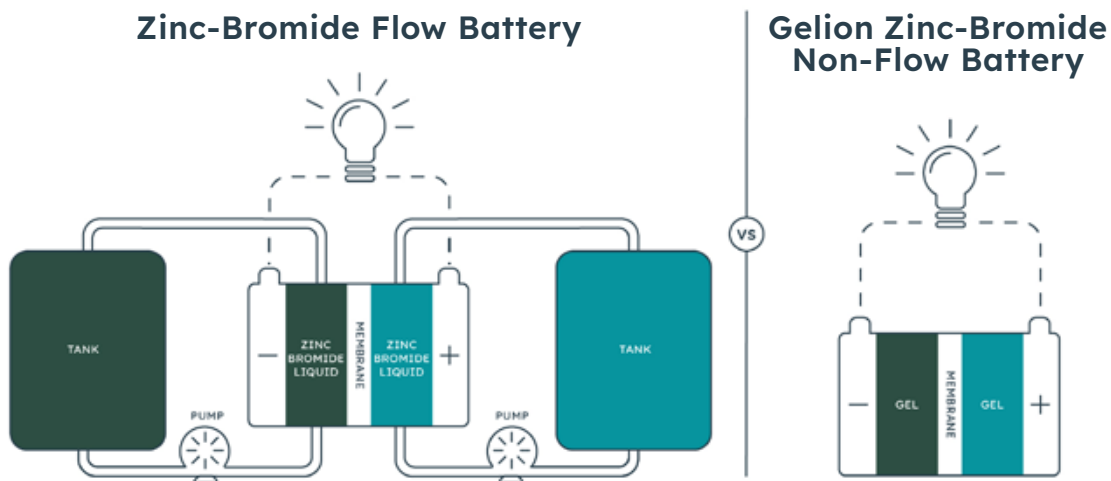 Zinc-Bromide Flow Battery
TANK
−
ZINC
BROMIDE
LIQUID
MEMBRANE
ZINC
BROMIDE
LIQUID
+
TANK
PUMP
PUMP
VS
Gelion Zinc-Bromide
Non-Flow Battery
−
GEL
MEMBRANE
GEL
+